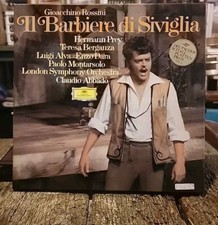 Gioacchino Rossini
Il Barbiere di Siviglia
Hermann Prey
Teresa Berganza
Luigi Alva · Enzo Dara
Paolo Montarsolo
London Symphony Orchestra
Claudio Abbado